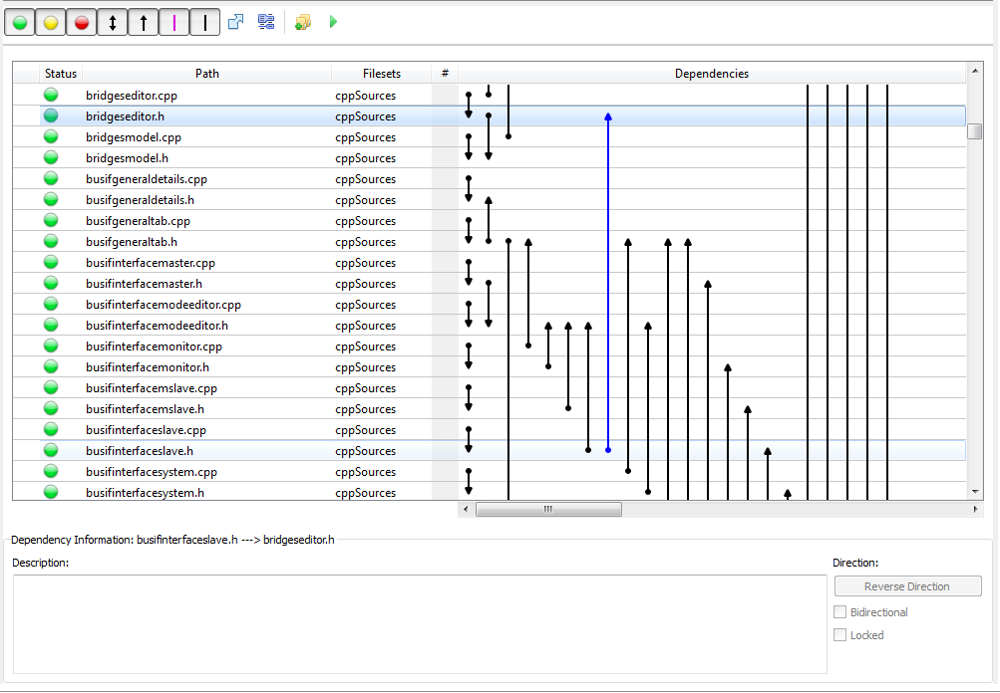 Status Path Filesets # Dependencies
bridgeseditor.cpp cppSources
bridgeseditor.h cppSources
bridgesmodel.cpp cppSources
bridgesmodel.h cppSources
busifgeneraldetails.cpp cppSources
busifgeneraldetails.h cppSources
busifgeneraltab.cpp cppSources
busifgeneraltab.h cppSources
busifinterfacemaster.cpp cppSources
busifinterfacemaster.h cppSources
busifinterfacemodeeditor.cpp cppSources
busifinterfacemodeeditor.h cppSources
busifinterfacemonitor.cpp cppSources
busifinterfacemonitor.h cppSources
busifinterfacemslave.cpp cppSources
busifinterfacemslave.h cppSources
busifinterfaceslave.cpp cppSources
busifinterfaceslave.h cppSources
busifinterfacesystem.cpp cppSources
busifinterfacesystem.h cppSources
Dependency Information: busifinterfaceslave.h ---> bridgeseditor.h
Description: Direction:
Reverse Direction
Bidirectional
Locked